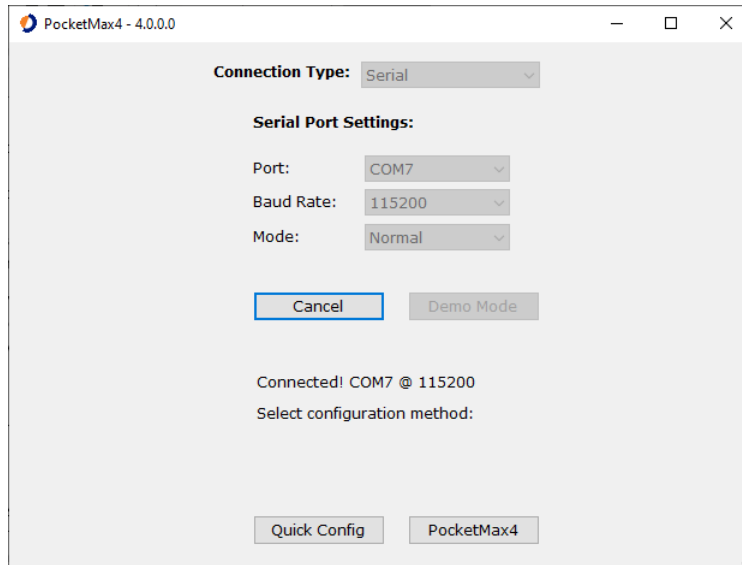 PocketMax4 - 4.0.0.0
Connection Type: Serial
Serial Port Settings:
Port: COM7
Baud Rate: 115200
Mode: Normal
Cancel Demo Mode
Connected! COM7 @ 115200
Select configuration method:
Quick Config PocketMax4